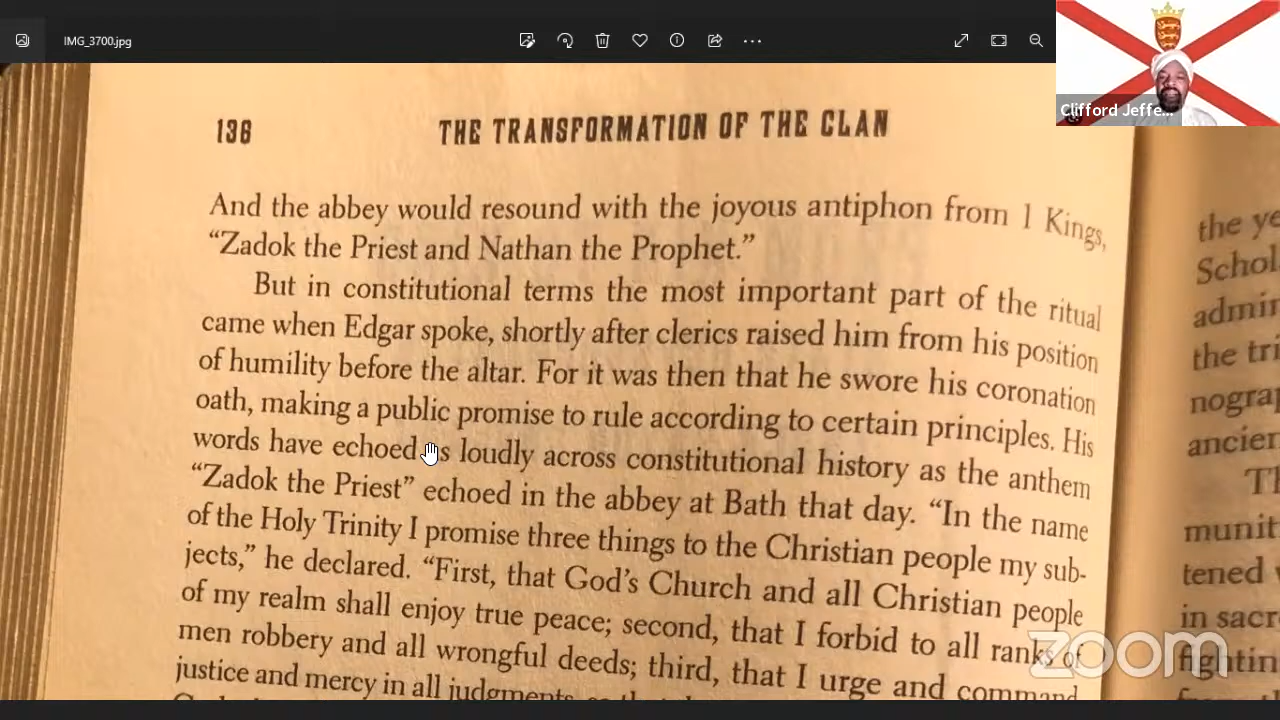 IMG_3700.jpg
Clifford Jeffe...
136
THE TRANSFORMATION OF THE CLAN
And the abbey would resound with the joyous antiphon from 1 Kings,
“Zadok the Priest and Nathan the Prophet.”
But in constitutional terms the most important part of the ritual
came when Edgar spoke, shortly after clerics raised him from his position
of humility before the altar. For it was then that he swore his coronation
oath, making a public promise to rule according to certain principles. His
words have echoed as loudly across constitutional history as the anthem
“Zadok the Priest” echoed in the abbey at Bath that day. “In the name
of the Holy Trinity I promise three things to the Christian people my sub-
jects,” he declared. “First, that God’s Church and all Christian people
of my realm shall enjoy true peace; second, that I forbid to all ranks of
men robbery and all wrongful deeds; third, that I urge and command
justice and mercy in all judgments
the ye
Schol
admin
the tri
nogra
ancien
Th
munit
tened
in sacr
fightin
zoom